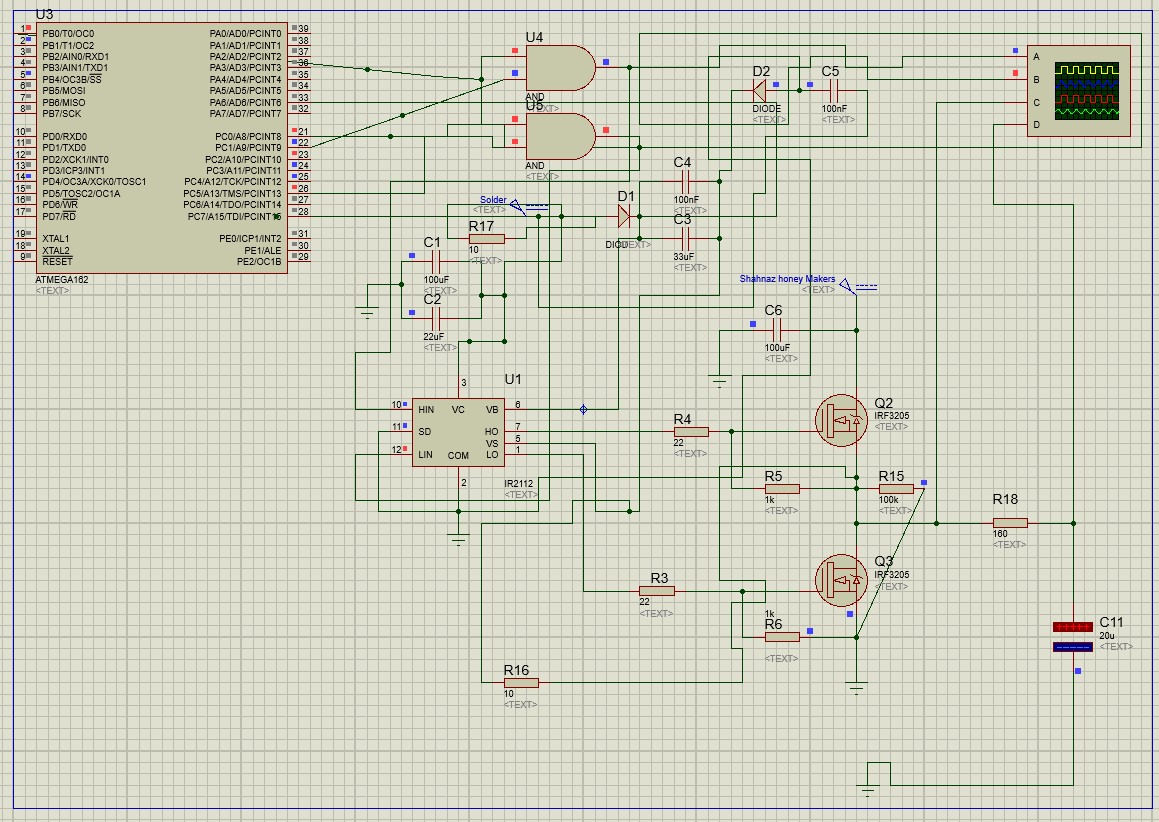 U3
1 PB0/T0/OC0 PA0/AD0/PCINT0 39
2 PB1/T1/OC2 PA1/AD1/PCINT1 38
3 PB2/AIN0/RXD1 PA2/AD2/PCINT2 37
4 PB3/AIN1/TXD1 PA3/AD3/PCINT3 36
5 PB4/OC3B/SS PA4/AD4/PCINT4 35
6 PB5/MOSI PA5/AD5/PCINT5 34
7 PB6/MISO PA6/AD6/PCINT6 33
8 PB7/SCK PA7/AD7/PCINT7 32
10 PD0/RXD0 PC0/A8/PCINT8 21
11 PD1/TXD0 PC1/A9/PCINT9 22
12 PD2/XCK1/INT0 PC2/A10/PCINT10 23
13 PD3/ICP3/INT1 PC3/A11/PCINT11 24
14 PD4/OC3A/XCK0/TOSC1 PC4/A12/TCK/PCINT12 25
15 PD5/TOSC2/OC1A PC5/A13/TMS/PCINT13 26
16 PD6/WR PC6/A14/TDO/PCINT14 27
17 PD7/RD PC7/A15/TDI/PCINT15 28
19 XTAL1 PE0/ICP1/INT2 31
18 XTAL2 PE1/ALE 30
9 RESET PE2/OC1B 29
ATMEGA162
<TEXT>
U4
AND
<TEXT>
U5
AND
<TEXT>
D2
DIODE
<TEXT>
C5
100nF
<TEXT>
A
B
C
D
C4
100nF
<TEXT>
Solder
<TEXT>
D1
DIODE
<TEXT>
C3
33uF
<TEXT>
R17
10
<TEXT>
C1
100uF
<TEXT>
C2
22uF
<TEXT>
Shahnaz honey Makers
<TEXT>
C6
100uF
<TEXT>
U1
3
10 HIN VC VB 6
11 SD HO 7
VS 5
12 LIN LO 1
COM
2
IR2112
<TEXT>
R4
22
<TEXT>
Q2
IRF3205
<TEXT>
R5
1k
<TEXT>
R15
100k
<TEXT>
R18
160
<TEXT>
Q3
IRF3205
<TEXT>
R3
22
<TEXT>
1k
R6
<TEXT>
C11
20u
<TEXT>
R16
10
<TEXT>